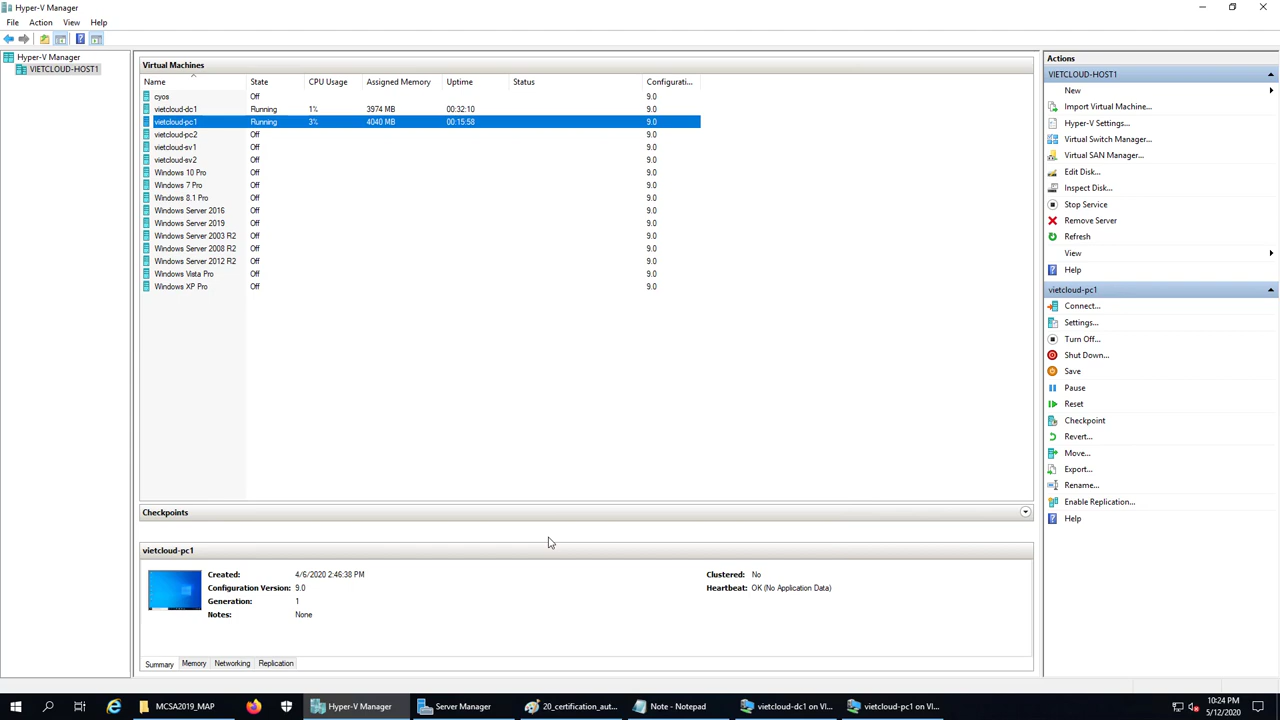 Hyper-V Manager
File Action View Help
Hyper-V Manager
VIETCLOUD-HOST1
Virtual Machines
Name State CPU Usage Assigned Memory Uptime Status Configurati...
cyos Off 9.0
vietcloud-dc1 Running 1% 3974 MB 00:32:10 9.0
vietcloud-pc1 Running 3% 4040 MB 00:15:58 9.0
vietcloud-pc2 Off 9.0
vietcloud-sv1 Off 9.0
vietcloud-sv2 Off 9.0
Windows 10 Pro Off 9.0
Windows 7 Pro Off 9.0
Windows 8.1 Pro Off 9.0
Windows Server 2016 Off 9.0
Windows Server 2019 Off 9.0
Windows Server 2003 R2 Off 9.0
Windows Server 2008 R2 Off 9.0
Windows Server 2012 R2 Off 9.0
Windows Vista Pro Off 9.0
Windows XP Pro Off 9.0
Checkpoints
vietcloud-pc1
Created: 4/6/2020 2:46:38 PM Clustered: No
Configuration Version: 9.0 Heartbeat: OK (No Application Data)
Generation: 1
Notes: None
Summary Memory Networking Replication
Actions
VIETCLOUD-HOST1
New
Import Virtual Machine...
Hyper-V Settings...
Virtual Switch Manager...
Virtual SAN Manager...
Edit Disk...
Inspect Disk...
Stop Service
Remove Server
Refresh
View
Help
vietcloud-pc1
Connect...
Settings...
Turn Off...
Shut Down...
Save
Pause
Reset
Checkpoint
Revert...
Move...
Export...
Rename...
Enable Replication...
Help
MCSA2019_MAP Hyper-V Manager Server Manager 20_certification_aut... Note - Notepad vietcloud-dc1 on VI... vietcloud-pc1 on VI... 10:24 PM
5/12/2020